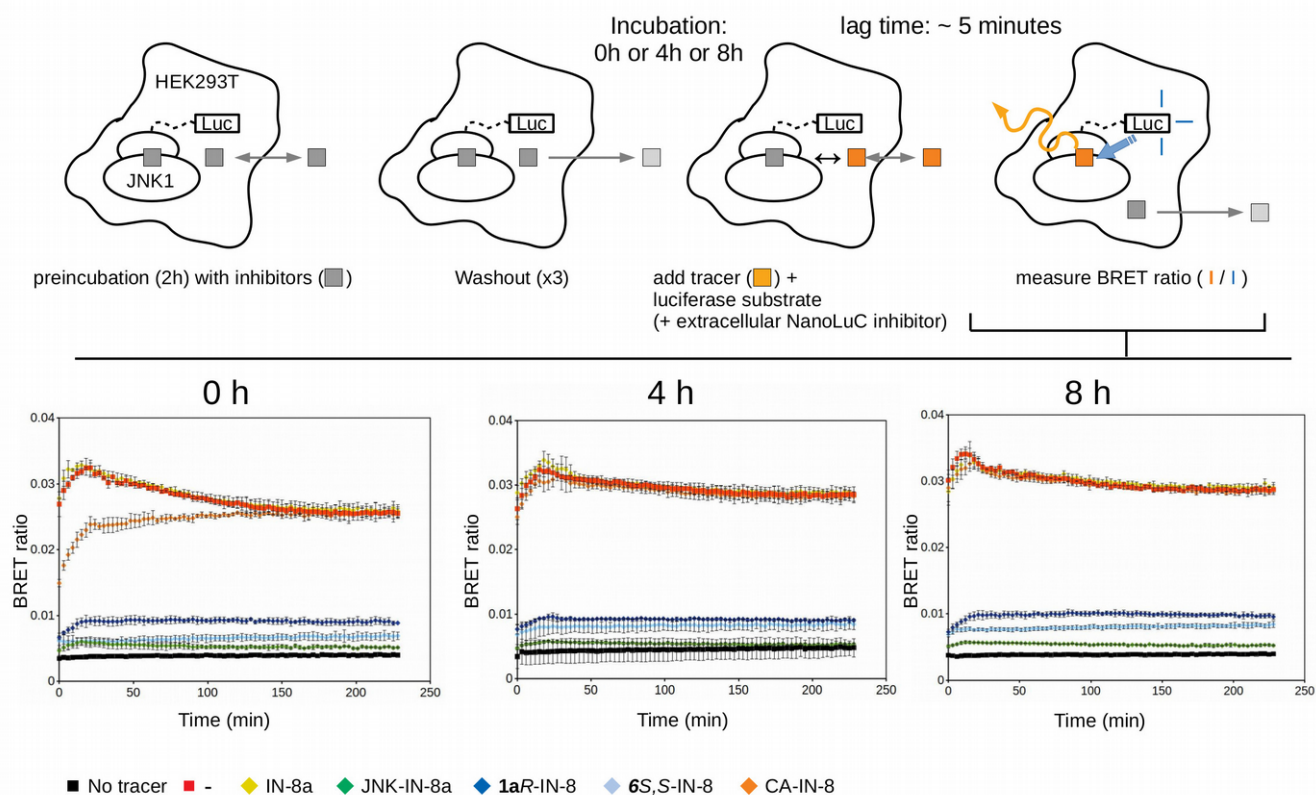 Incubation:
0h or 4h or 8h
lag time: ~ 5 minutes
HEK293T
Luc
JNK1
Luc
Luc
Luc
preincubation (2h) with inhibitors ( )
Washout (x3)
add tracer ( ) +
luciferase substrate
(+ extracellular NanoLuC inhibitor)
measure BRET ratio ( I / I )
0 h
4 h
8 h
BRET ratio
0.04
0.03
0.02
0.01
0
0
50
100
150
200
250
Time (min)
BRET ratio
0.04
0.03
0.02
0.01
0
0
50
100
150
200
250
Time (min)
BRET ratio
0.04
0.03
0.02
0.01
0
0
50
100
150
200
250
Time (min)
No tracer - IN-8a JNK-IN-8a 1aR-IN-8 6S,S-IN-8 CA-IN-8